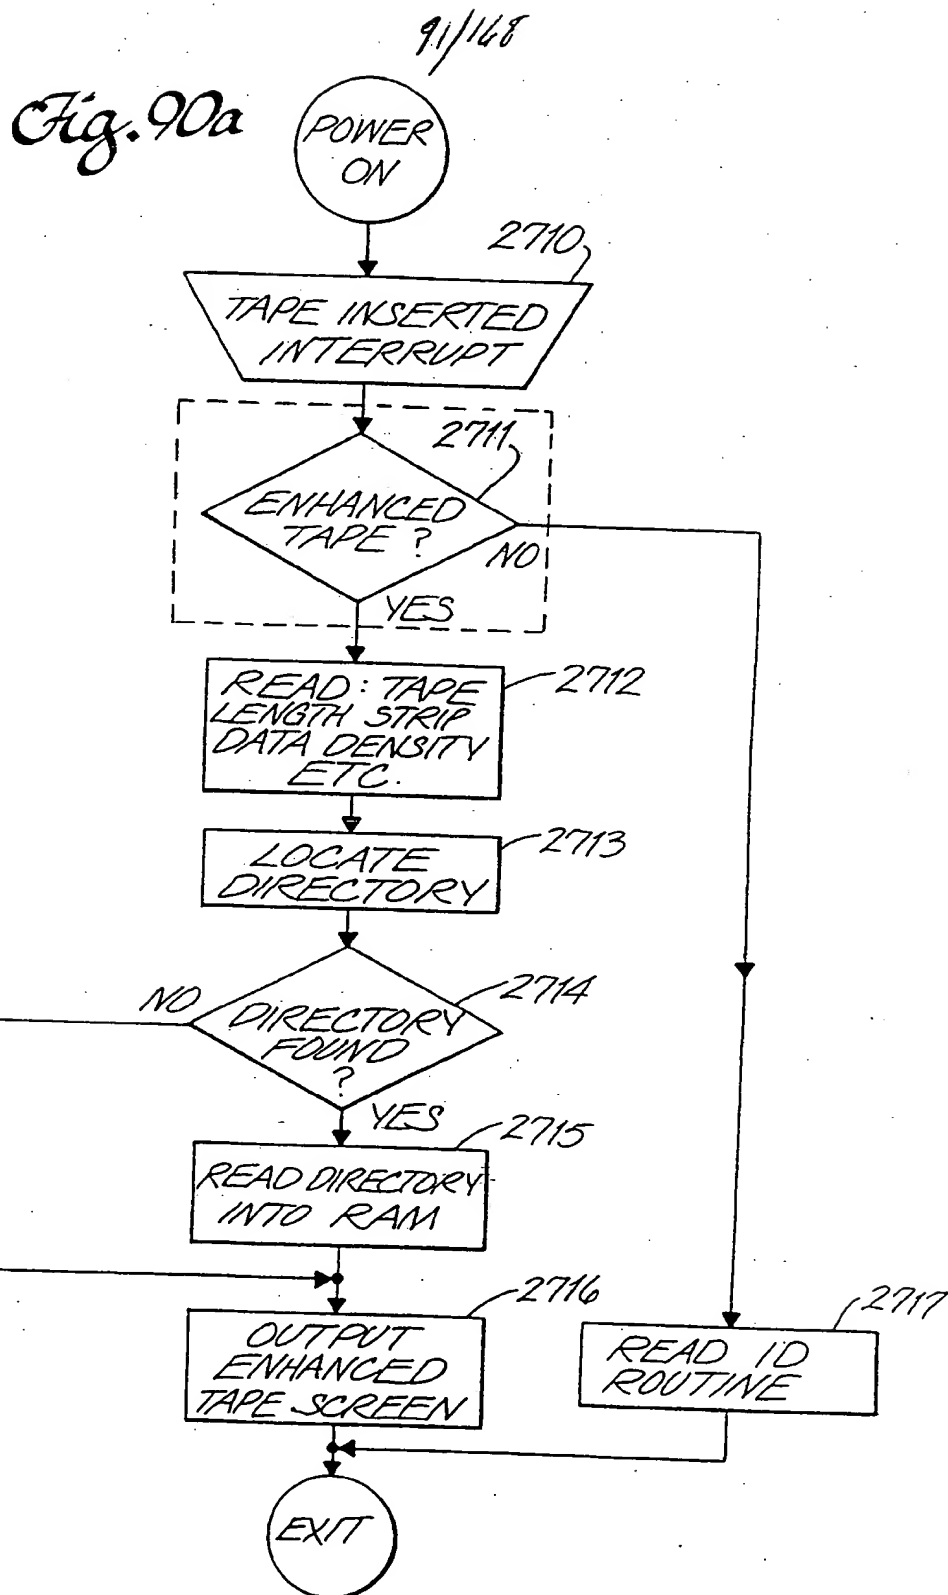 91/168
Fig. 90a
POWER
ON
2710
TAPE INSERTED
INTERRUPT
2711
ENHANCED
TAPE ?
NO
YES
2712
READ : TAPE
LENGTH STRIP
DATA DENSITY
ETC.
2713
LOCATE
DIRECTORY
2714
NO
DIRECTORY
FOUND
?
YES
2715
READ DIRECTORY
INTO RAM
2716
OUTPUT
ENHANCED
TAPE SCREEN
2717
READ ID
ROUTINE
EXIT